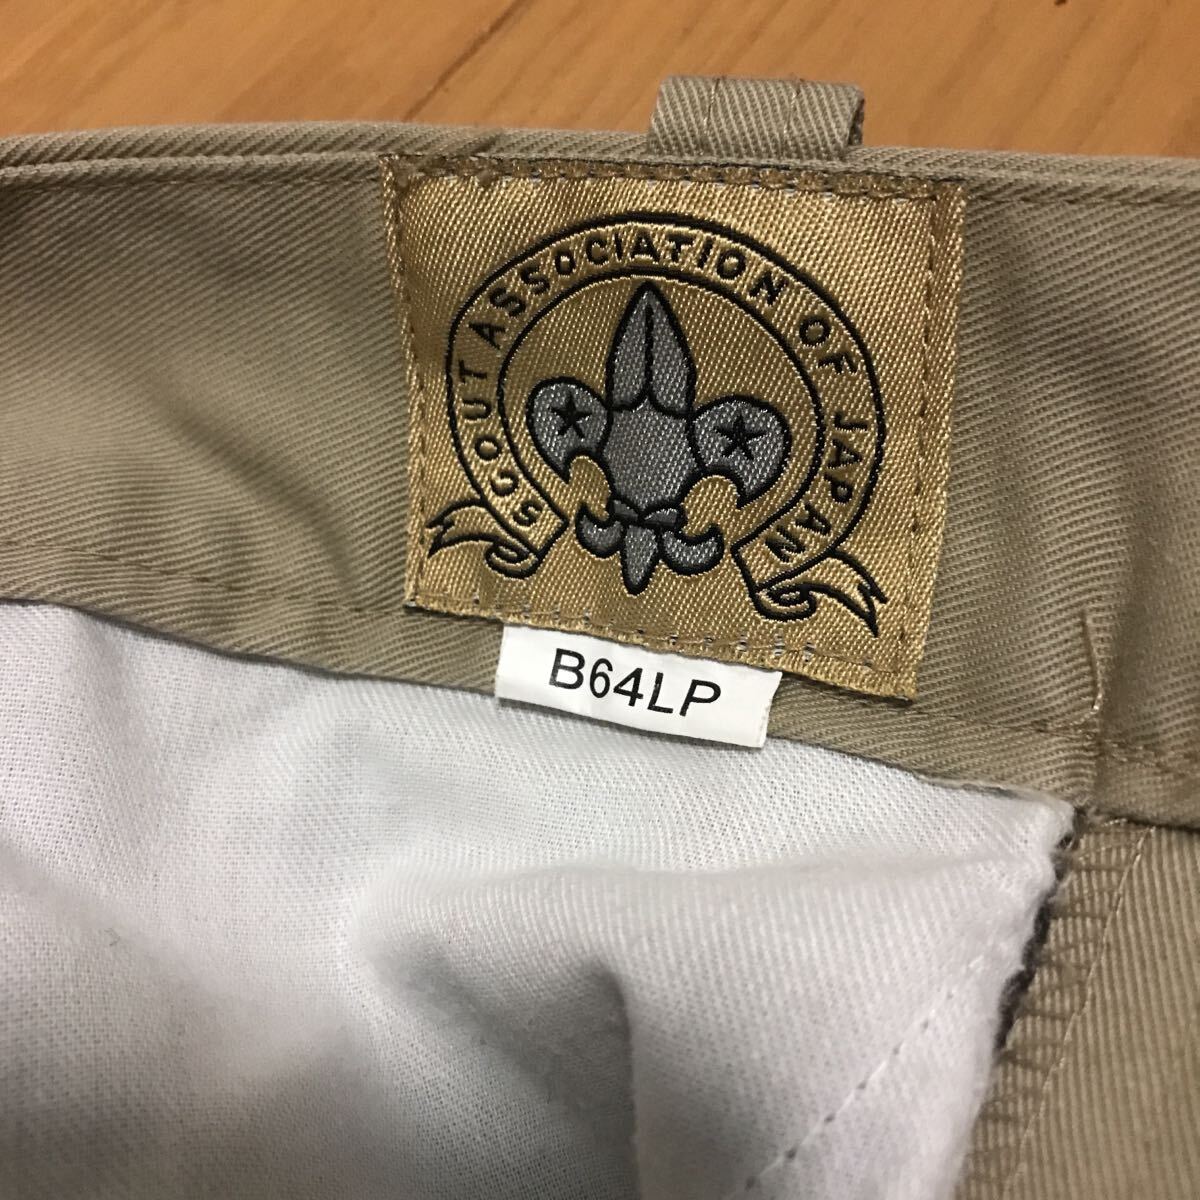 SCOUT ASSOCIATION OF JAPAN
B64LP